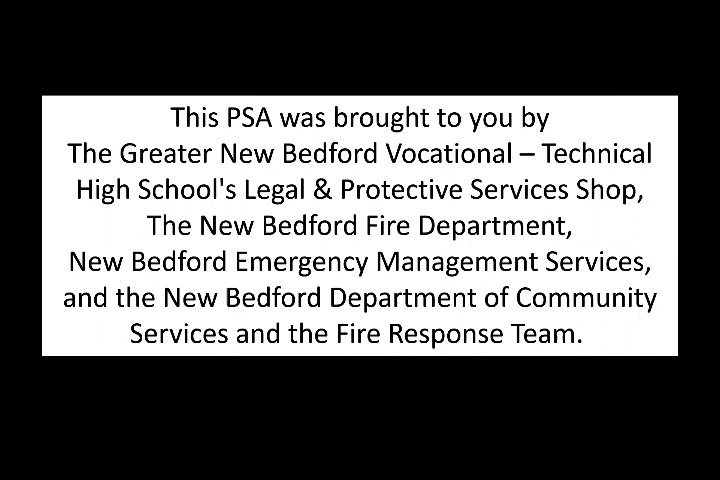 This PSA was brought to you by
The Greater New Bedford Vocational – Technical
High School's Legal & Protective Services Shop,
The New Bedford Fire Department,
New Bedford Emergency Management Services,
and the New Bedford Department of Community
Services and the Fire Response Team.